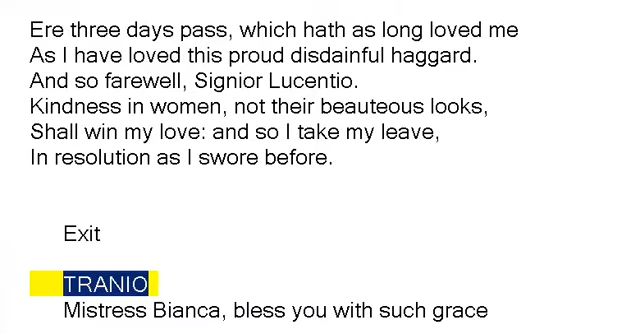 Ere three days pass, which hath as long loved me
As I have loved this proud disdainful haggard.
And so farewell, Signior Lucentio.
Kindness in women, not their beauteous looks,
Shall win my love: and so I take my leave,
In resolution as I swore before.
Exit
TRANIO
Mistress Bianca, bless you with such grace